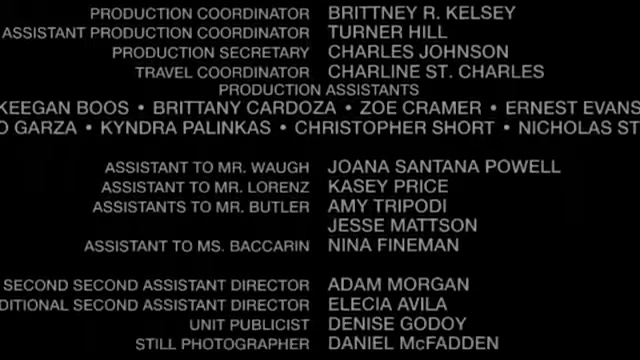 PRODUCTION COORDINATOR BRITTNEY R. KELSEY
ASSISTANT PRODUCTION COORDINATOR TURNER HILL
PRODUCTION SECRETARY CHARLES JOHNSON
TRAVEL COORDINATOR CHARLINE ST. CHARLES
PRODUCTION ASSISTANTS
KEEGAN BOOS • BRITTANY CARDOZA • ZOE CRAMER • ERNEST EVANS
GARZA • KYNDRA PALINKAS • CHRISTOPHER SHORT • NICHOLAS ST
ASSISTANT TO MR. WAUGH JOANA SANTANA POWELL
ASSISTANT TO MR. LORENZ KASEY PRICE
ASSISTANTS TO MR. BUTLER AMY TRIPODI
JESSE MATTSON
ASSISTANT TO MS. BACCARIN NINA FINEMAN
SECOND SECOND ASSISTANT DIRECTOR ADAM MORGAN
DITIONAL SECOND ASSISTANT DIRECTOR ELECIA AVILA
UNIT PUBLICIST DENISE GODOY
STILL PHOTOGRAPHER DANIEL McFADDEN